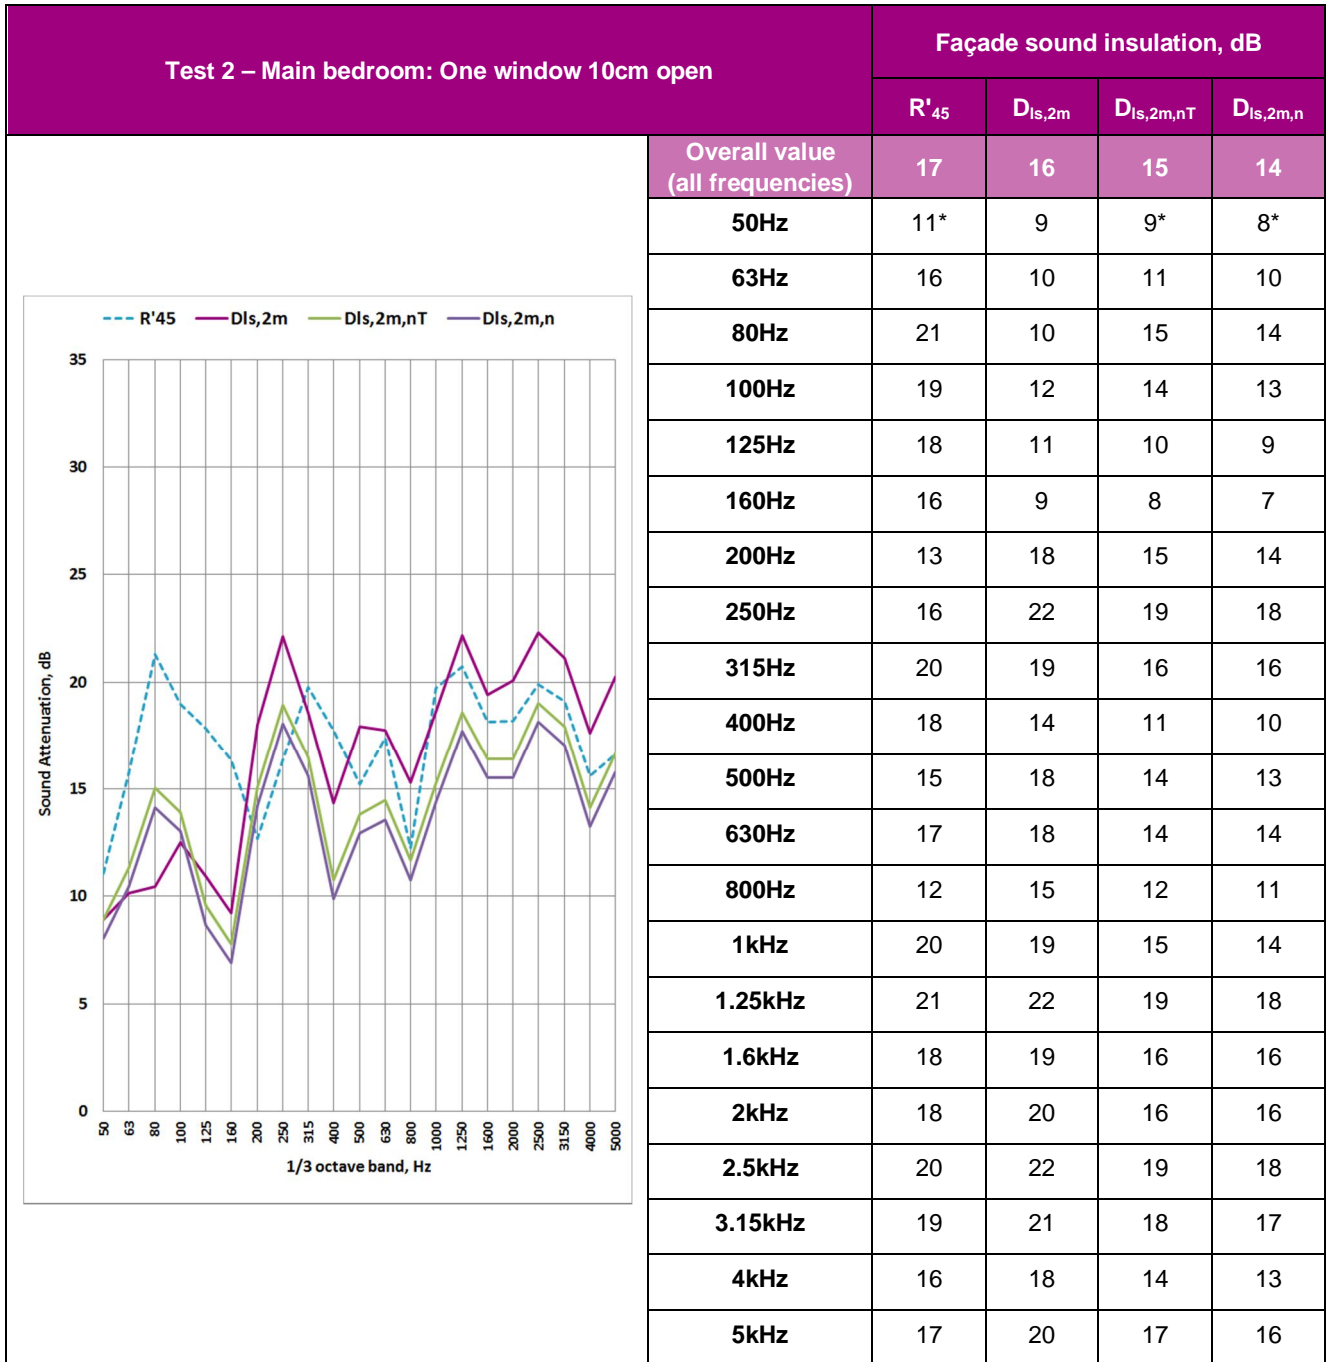 Test 2 – Main bedroom: One window 10cm open
Façade sound insulation, dB
R'45 Dls,2m Dls,2m,nT Dls,2m,n
Overall value
(all frequencies) 17 16 15 14
50Hz 11* 9 9* 8*
63Hz 16 10 11 10
80Hz 21 10 15 14
100Hz 19 12 14 13
125Hz 18 11 10 9
160Hz 16 9 8 7
200Hz 13 18 15 14
250Hz 16 22 19 18
315Hz 20 19 16 16
400Hz 18 14 11 10
500Hz 15 18 14 13
630Hz 17 18 14 14
800Hz 12 15 12 11
1kHz 20 19 15 14
1.25kHz 21 22 19 18
1.6kHz 18 19 16 16
2kHz 18 20 16 16
2.5kHz 20 22 19 18
3.15kHz 19 21 18 17
4kHz 16 18 14 13
5kHz 17 20 17 16
R'45 Dls,2m Dls,2m,nT Dls,2m,n
35
30
25
20
15
10
5
0
Sound Attenuation, dB
50 63 80 100 125 160 200 250 315 400 500 630 800 1000 1250 1600 2000 2500 3150 4000 5000
1/3 octave band, Hz